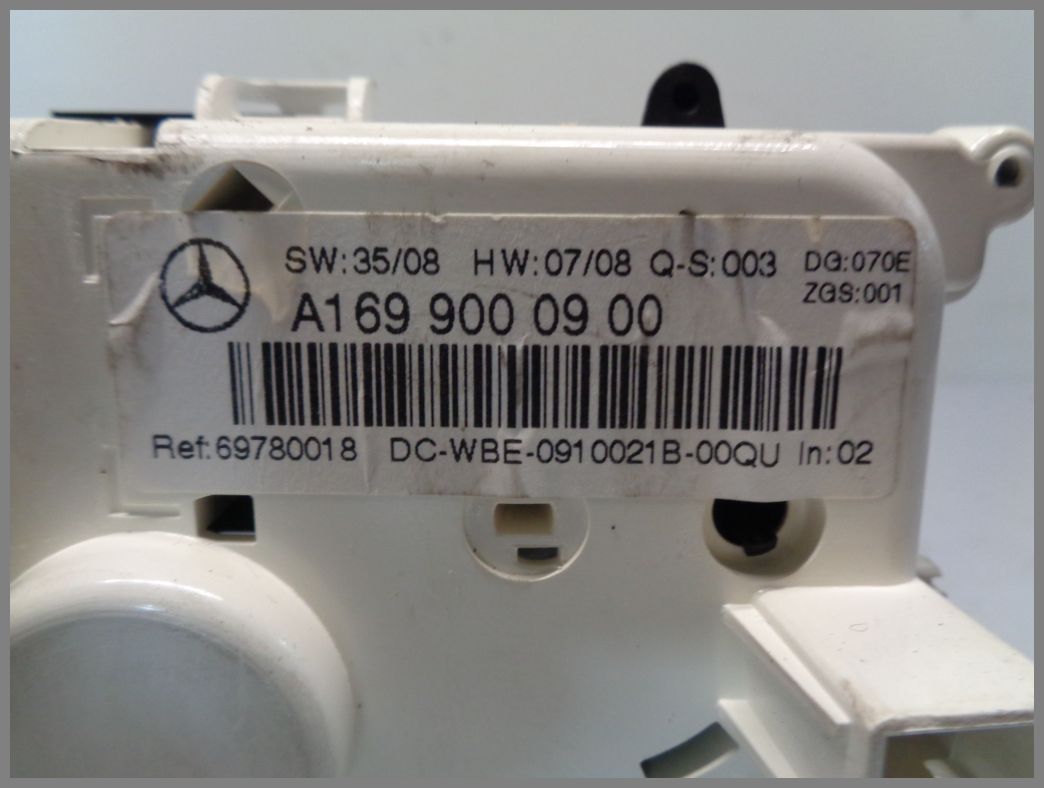 SW:35/08 HW:07/08 Q-S:003 DG:070E
ZGS:001
A169 900 09 00
Ref:69780018 DC-WBE-0910021B-00QU In:02